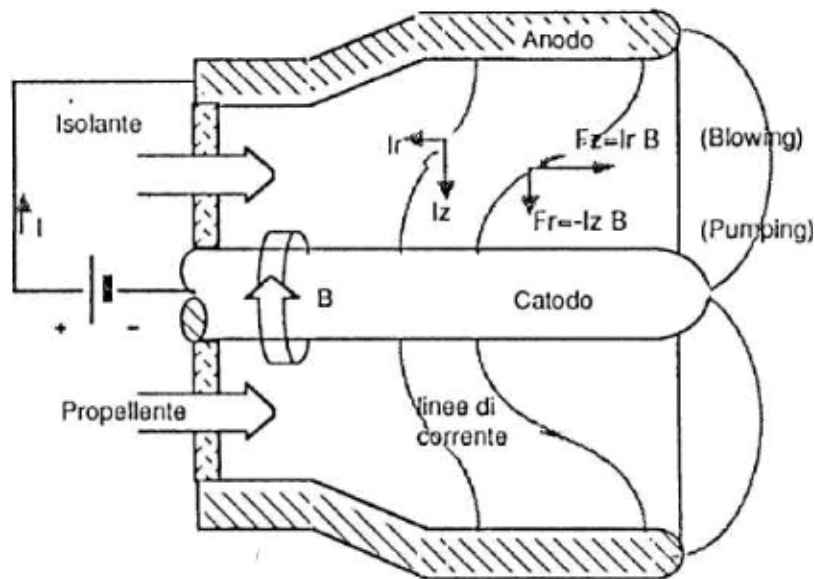 Anodo
Isolante
Ir
Fz=Ir B
(Blowing)
Iz
Fr=-Iz B
(Pumping)
I
B
Catodo
+ -
Propellente
linee di
corrente